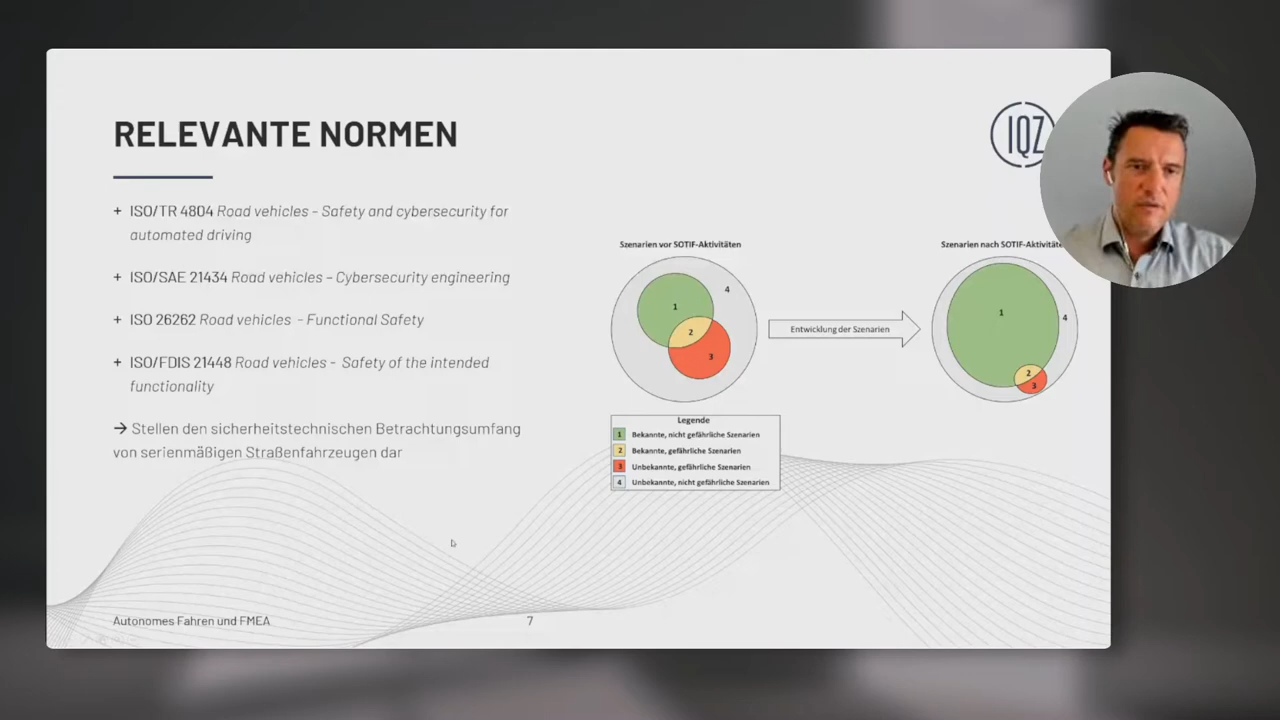 RELEVANTE NORMEN
IQZ
+ ISO/TR 4804 Road vehicles - Safety and cybersecurity for
automated driving
+ ISO/SAE 21434 Road vehicles – Cybersecurity engineering
+ ISO 26262 Road vehicles - Functional Safety
+ ISO/FDIS 21448 Road vehicles - Safety of the intended
functionality
→ Stellen den sicherheitstechnischen Betrachtungsumfang
von serienmäßigen Straßenfahrzeugen dar
Szenarien vor SOTIF-Aktivitäten
1
4
2
3
Entwicklung der Szenarien
Szenarien nach SOTIF-Aktivitäte
1
4
2
3
Legende
1 Bekannte, nicht gefährliche Szenarien
2 Bekannte, gefährliche Szenarien
3 Unbekannte, gefährliche Szenarien
4 Unbekannte, nicht gefährliche Szenarien
Autonomes Fahren und FMEA
7